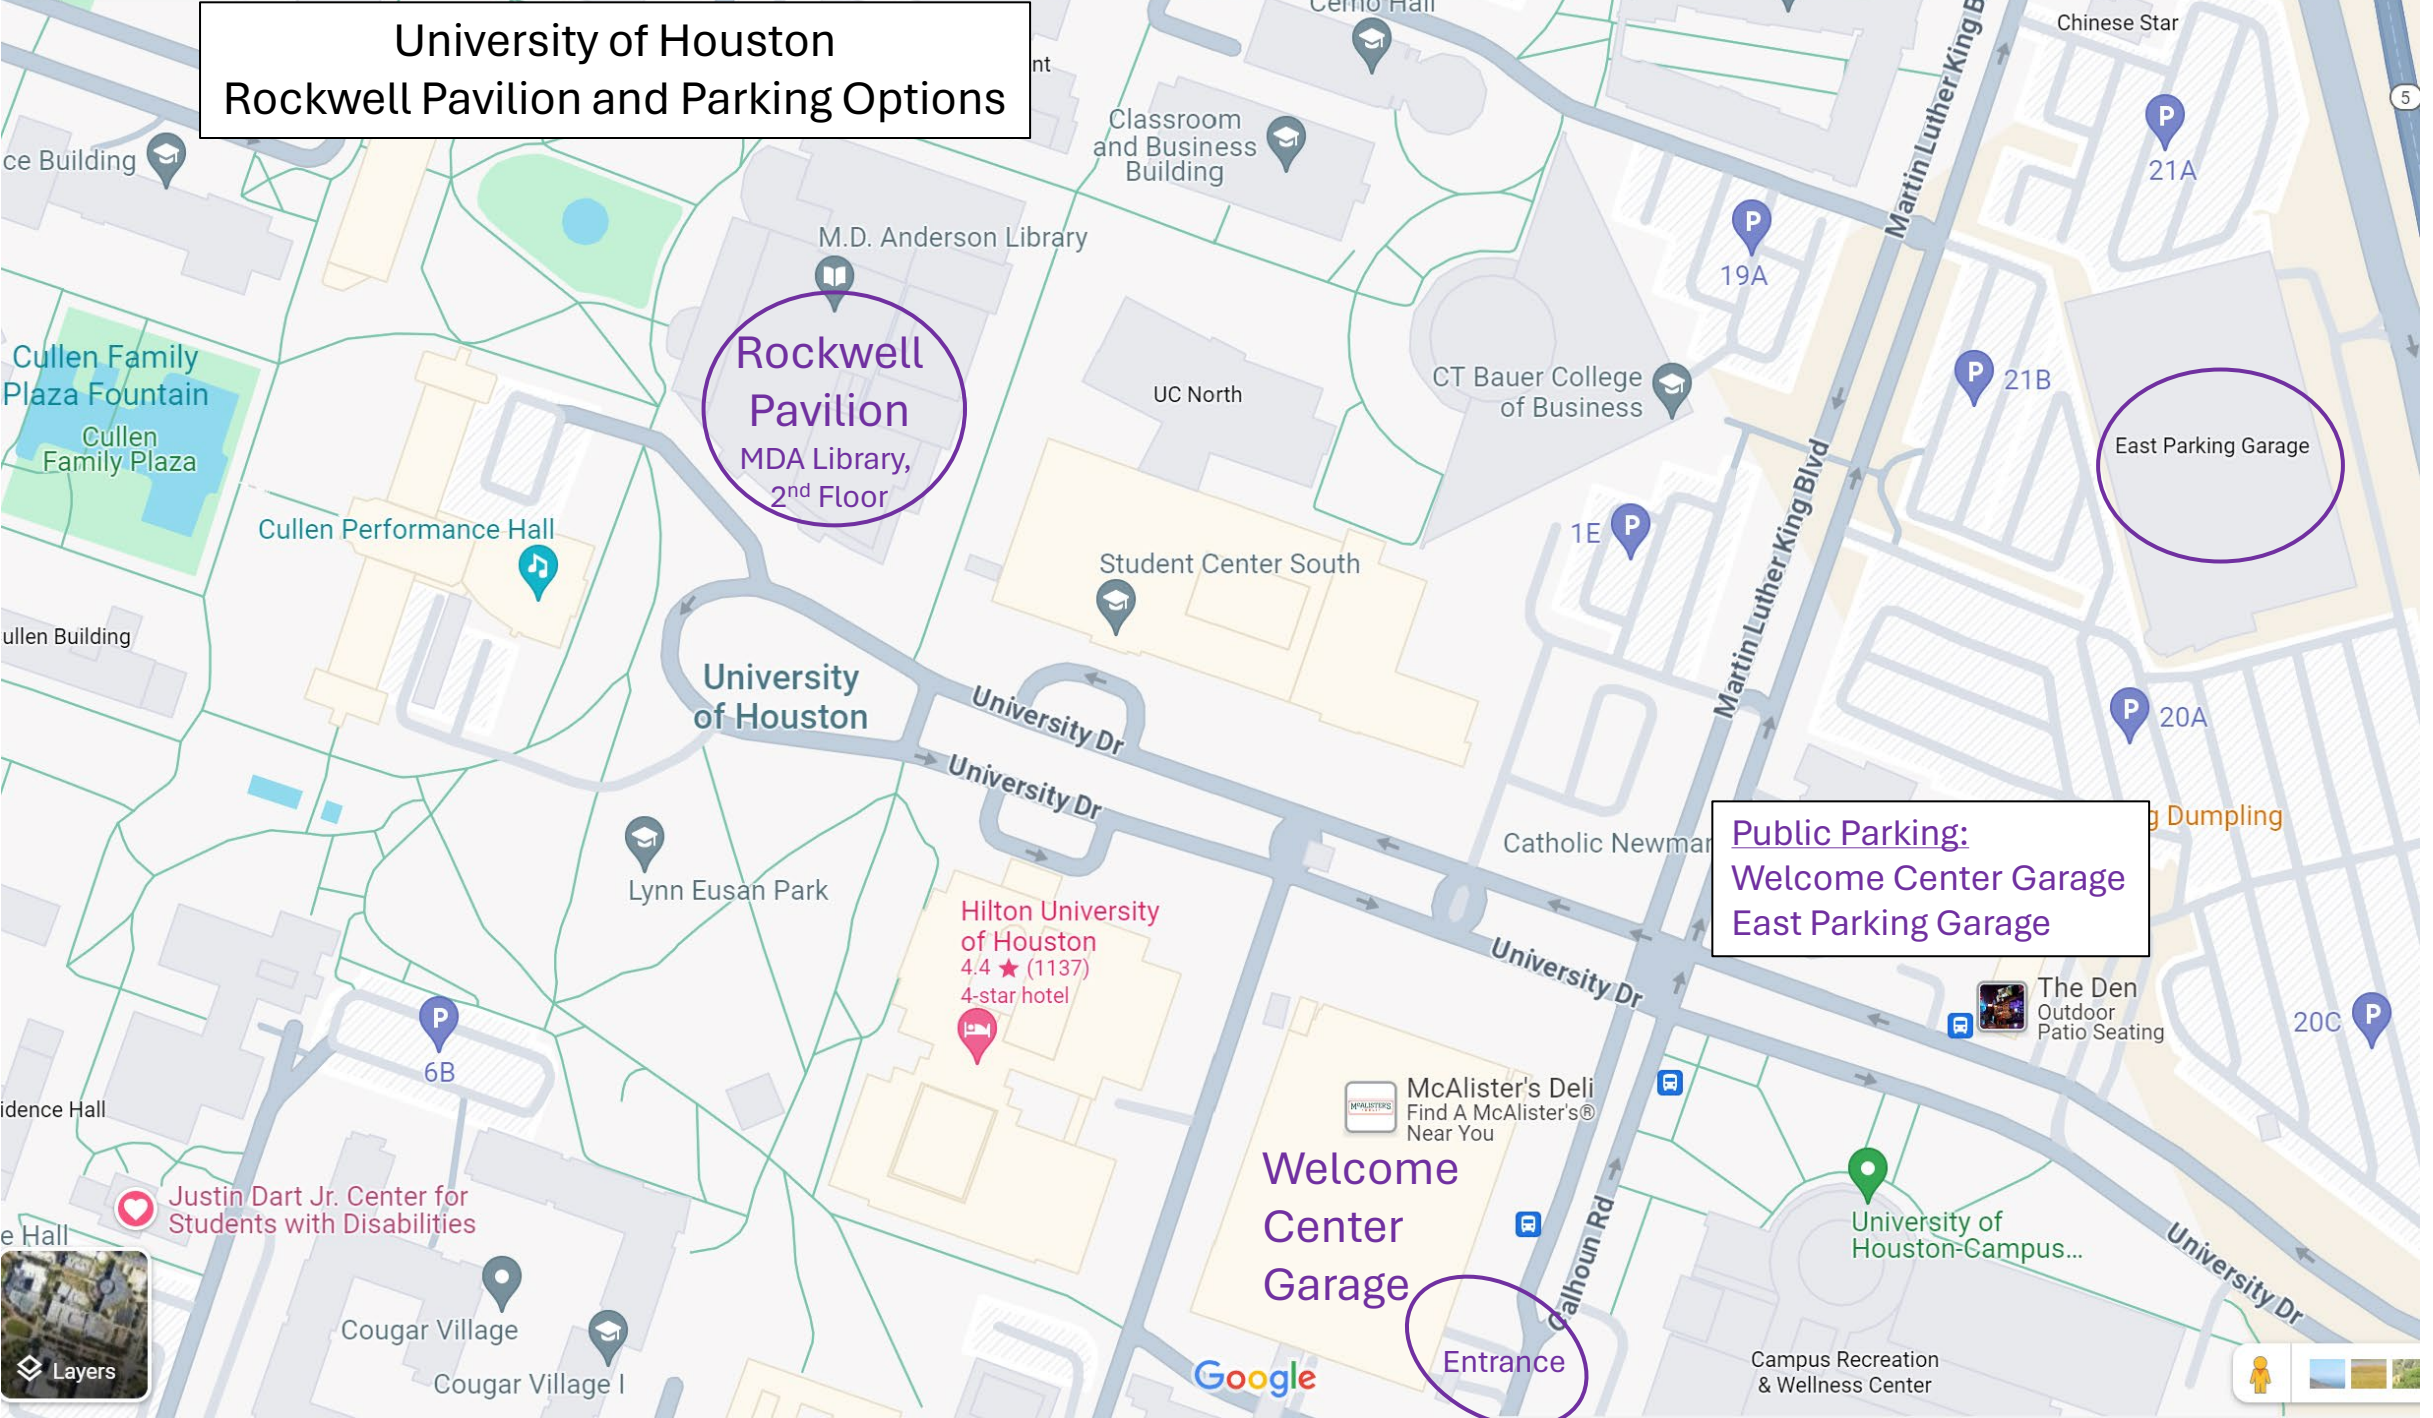 University of Houston
Rockwell Pavilion and Parking Options
Cemo Hall
Chinese Star
nt
5
Classroom
and Business
Building
ce Building
21A
M.D. Anderson Library
19A
Martin Luther King B
Rockwell
Pavilion
MDA Library,
2nd Floor
Cullen Family
Plaza Fountain
Cullen
Family Plaza
UC North
CT Bauer College
of Business
21B
East Parking Garage
Cullen Performance Hall
1E
Student Center South
Martin Luther King Blvd
ullen Building
University
of Houston
University Dr
University Dr
20A
g Dumpling
Catholic Newman
Public Parking:
Welcome Center Garage
East Parking Garage
Lynn Eusan Park
Hilton University
of Houston
4.4 ★ (1137)
4-star hotel
University Dr
The Den
Outdoor
Patio Seating
20C
6B
idence Hall
McALISTER'S
McAlister's Deli
Find A McAlister's®
Near You
Welcome
Center
Garage
Calhoun Rd
Justin Dart Jr. Center for
Students with Disabilities
e Hall
University of
Houston-Campus...
University Dr
Layers
Cougar Village
Cougar Village I
Google
Entrance
Campus Recreation
& Wellness Center